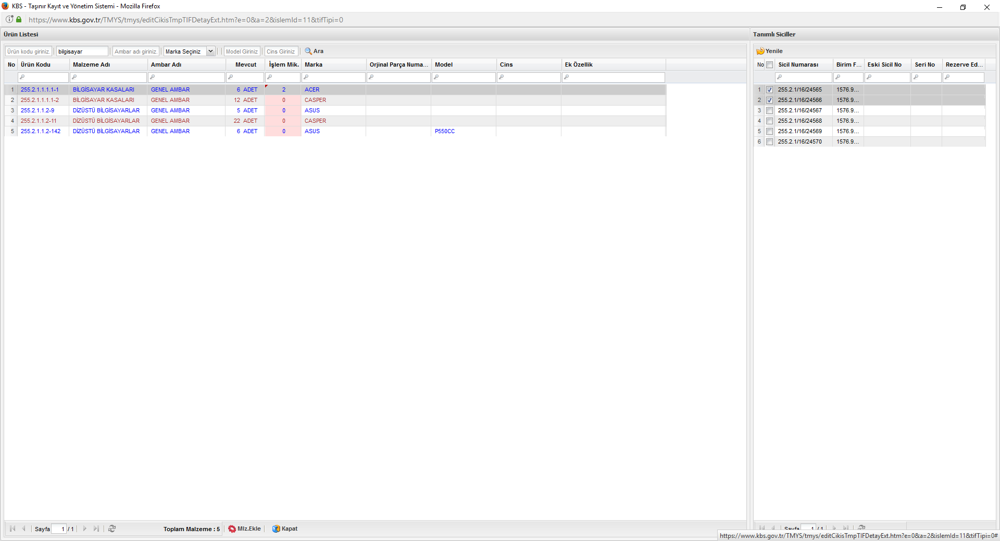 KBS - Taşınır Kayıt ve Yönetim Sistemi - Mozilla Firefox
https://www.kbs.gov.tr/TMYS/tmys/editCikisTmpTIFDetayExt.htm?e=0&a=2&islemId=11&tifTipi=0
Ürün Listesi
Ürün kodu giriniz. bilgisayar Ambar adı giriniz. Marka Seçiniz Model Giriniz Cins Giriniz Ara
No Ürün Kodu Malzeme Adı Ambar Adı Mevcut İşlem Mik. Marka Orjinal Parça Numa... Model Cins Ek Özellik
1 255.2.1.1.1.1-1 BİLGİSAYAR KASALARI GENEL AMBAR 6 ADET 2 ACER
2 255.2.1.1.1.1-2 BİLGİSAYAR KASALARI GENEL AMBAR 12 ADET 0 CASPER
3 255.2.1.1.2-9 DİZÜSTÜ BİLGİSAYARLAR GENEL AMBAR 5 ADET 0 ASUS
4 255.2.1.1.2-11 DİZÜSTÜ BİLGİSAYARLAR GENEL AMBAR 22 ADET 0 CASPER
5 255.2.1.1.2-142 DİZÜSTÜ BİLGİSAYARLAR GENEL AMBAR 6 ADET 0 ASUS P550CC
Sayfa 1 / 1 Toplam Malzeme : 5 Mlz.Ekle Kapat
Tanımlı Siciller
Yenile
No Sicil Numarası Birim F... Eski Sicil No Seri No Rezerve Ed...
1 255.2.1/16/24565 1576.9...
2 255.2.1/16/24566 1576.9...
3 255.2.1/16/24567 1576.9...
4 255.2.1/16/24568 1576.9...
5 255.2.1/16/24569 1576.9...
6 255.2.1/16/24570 1576.9...
Sayfa 1 / 1
https://www.kbs.gov.tr/TMYS/tmys/editCikisTmpTIFDetayExt.htm?e=0&a=2&islemId=11&tifTipi=0#